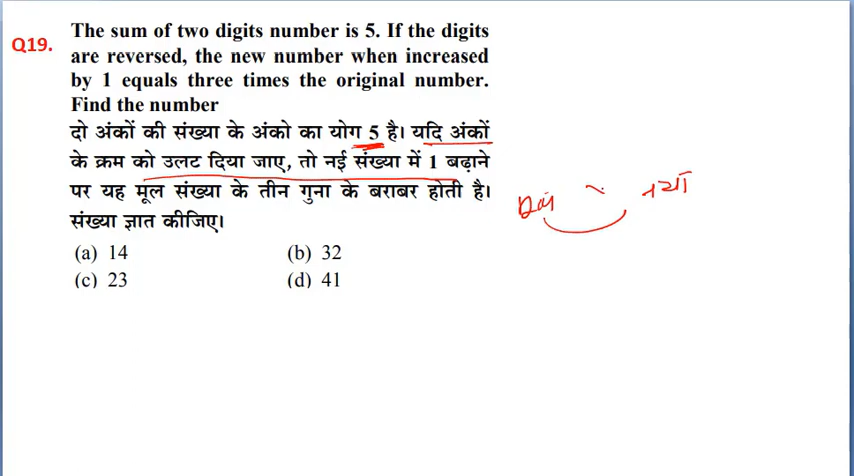 Q19. The sum of two digits number is 5. If the digits
are reversed, the new number when increased
by 1 equals three times the original number.
Find the number
दो अंकों की संख्या के अंको का योग 5 है। यदि अंकों
के क्रम को उलट दिया जाए, तो नई संख्या में 1 बढ़ाने
पर यह मूल संख्या के तीन गुना के बराबर होती है।
संख्या ज्ञात कीजिए।
(a) 14 (b) 32
(c) 23 (d) 41